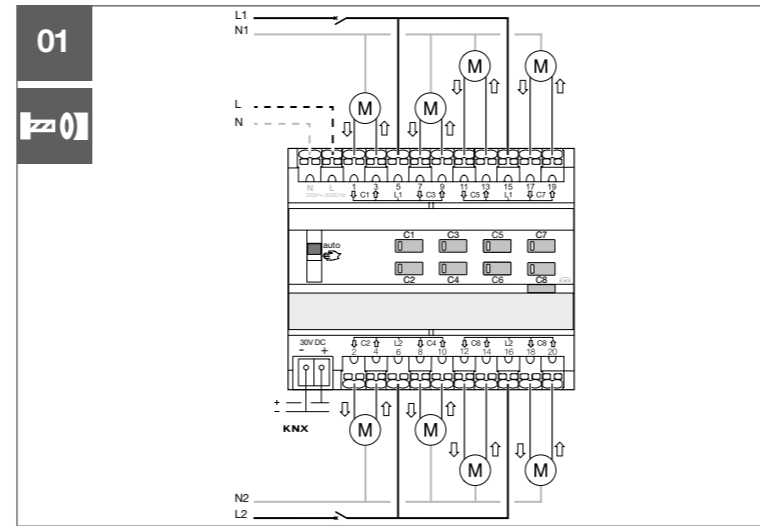 01
L1
N1
M M
M M
L
N
N L 1 3 5 7 9 11 13 15 17 19
C1 L1 C3 C5 L1 C7
auto
C1 C3 C5 C7
C2 C4 C6 C8
30V DC
- +
C2 L2 C4 C6 L2 C8
2 4 6 8 10 12 14 16 18 20
+
-
KNX
M M
M M
N2
L2